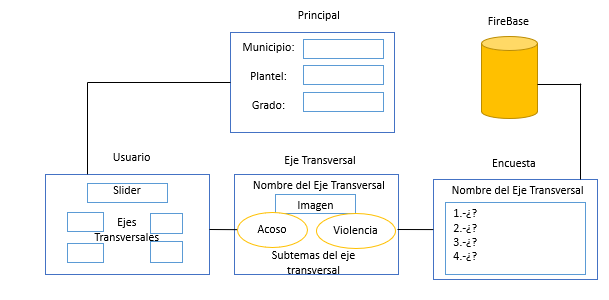 Principal
Municipio:
Plantel:
Grado:
FireBase
Usuario
Slider
Ejes
Transversales
Eje Transversal
Nombre del Eje Transversal
Imagen
Acoso
Violencia
Subtemas del eje
transversal
Encuesta
Nombre del Eje Transversal
1.-¿?
2.-¿?
3.-¿?
4.-¿?